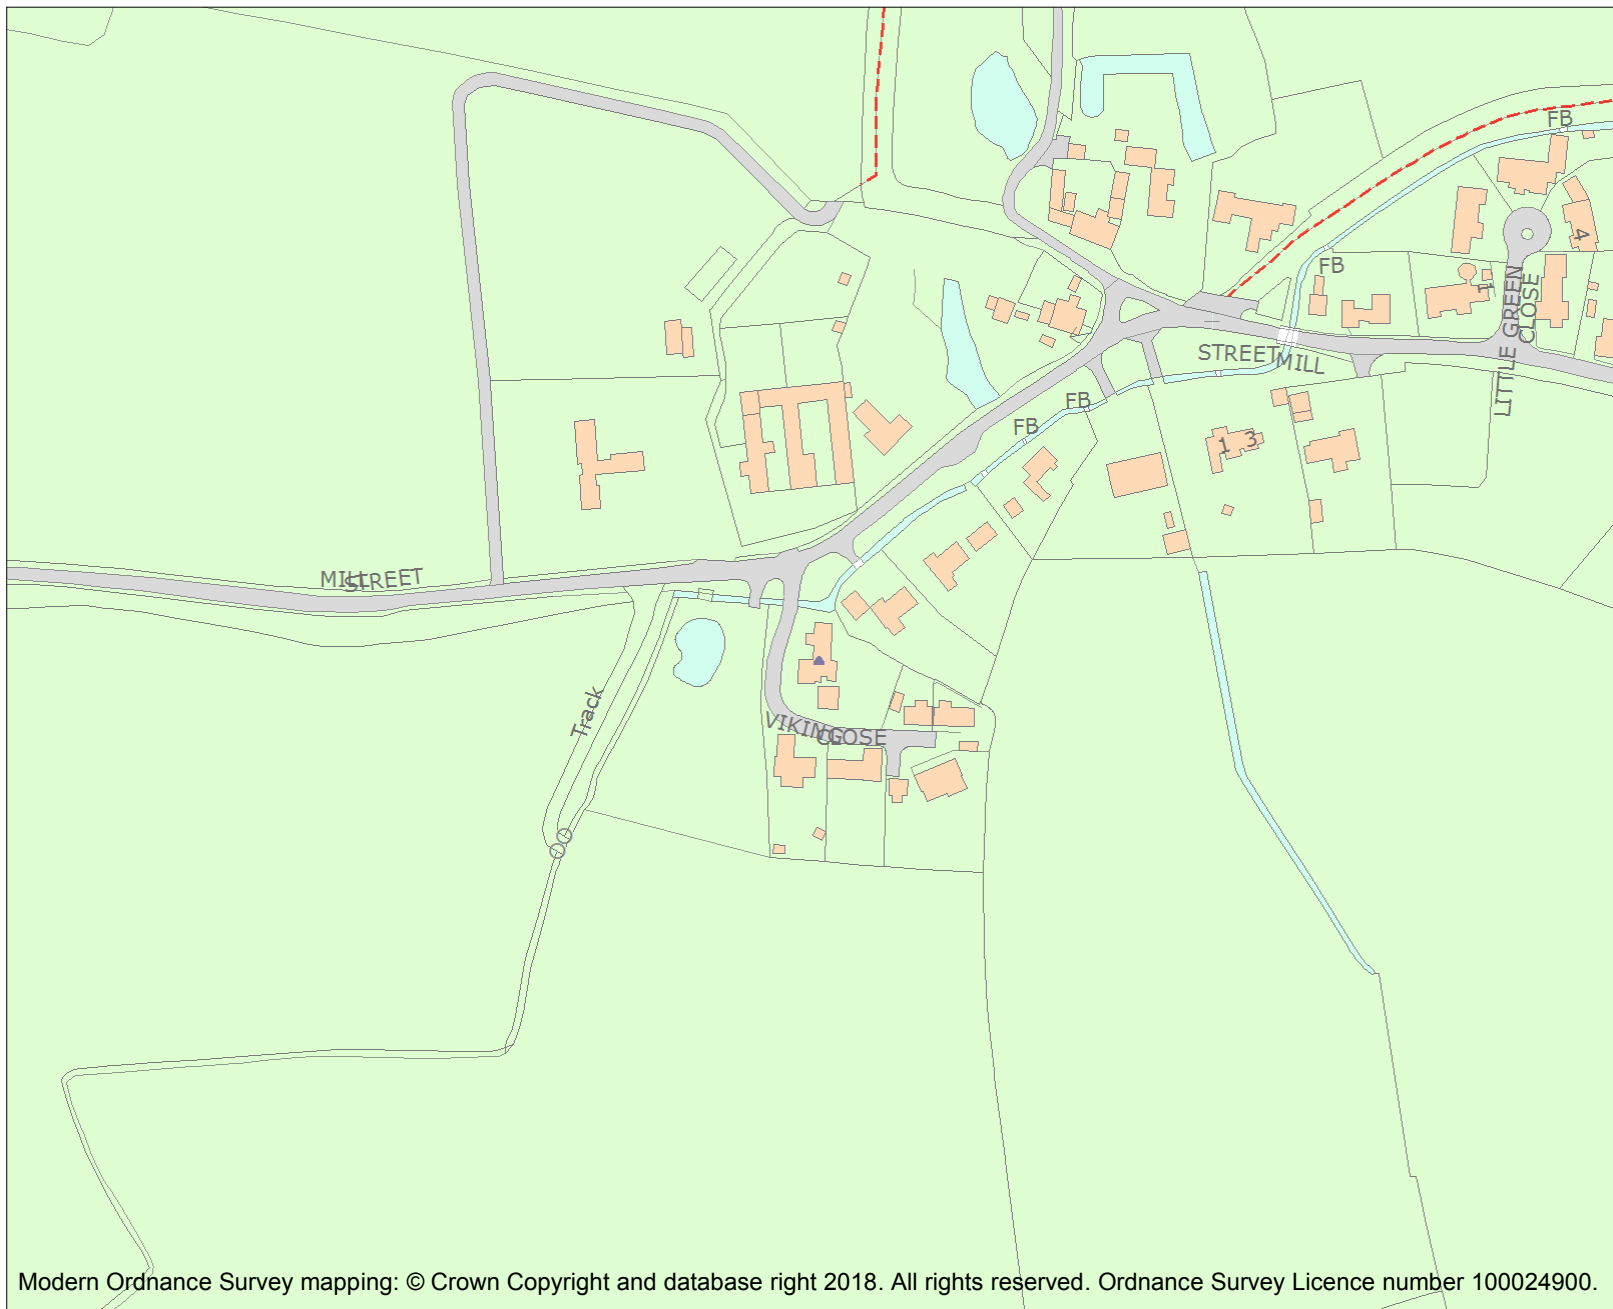 FB
4
FB
1
LITTLE GREEN
CLOSE
STREET
MILL
FB
FB
1 3
MILL
STREET
Track
VIKING
CLOSE
Modern Ordnance Survey mapping: © Crown Copyright and database right 2018. All rights reserved. Ordnance Survey Licence number 100024900.